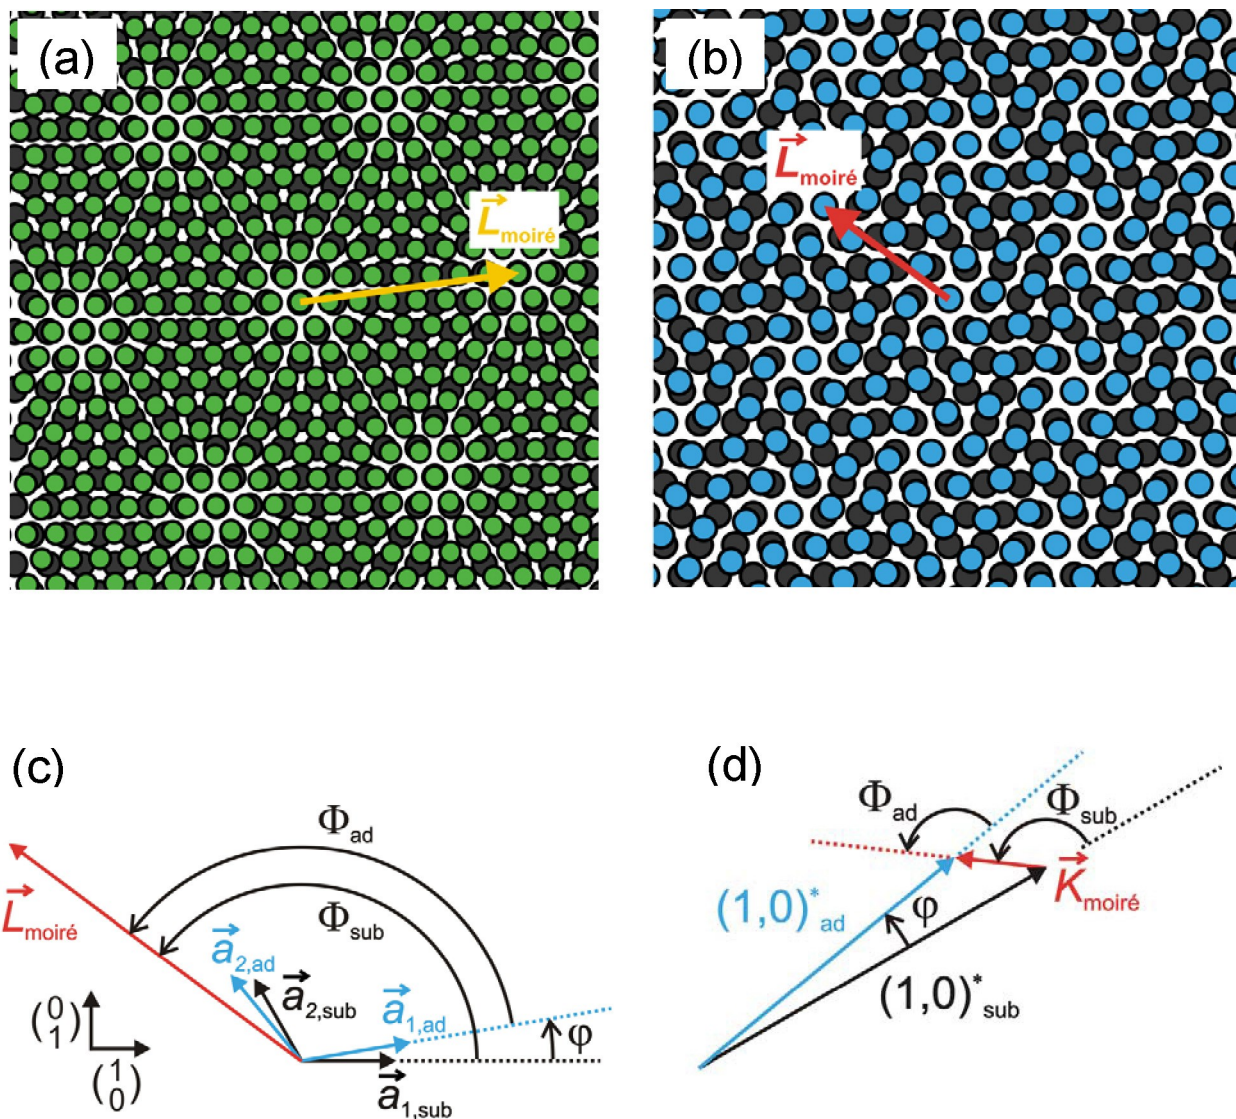 (a)
L moiré
(b)
L moiré
(c)
Φad
Φsub
L moiré
a2,ad
a2,sub
a1,ad
φ
(0 1)
(1 0)
a1,sub
(d)
Φad
Φsub
(1,0)*ad
φ
K moiré
(1,0)*sub